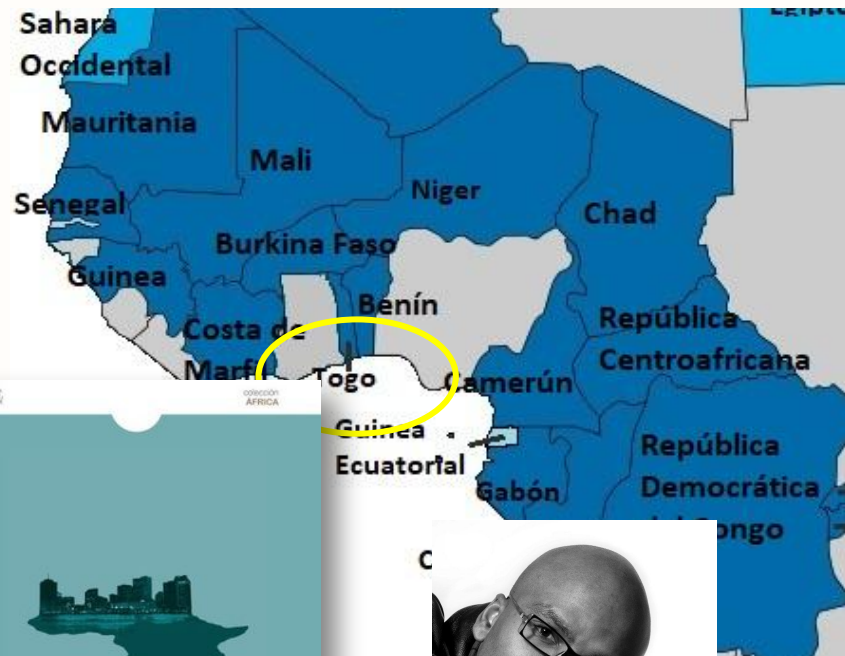 Sahara
Occidental
Mauritania
Mali
Niger
Chad
Senegal
Burkina Faso
Guinea
Benín
Costa de
Togo
Camerún
República
Centroafricana
Guinea
Ecuatorial
Gabón
República
Democrática
colección
ÁFRICA